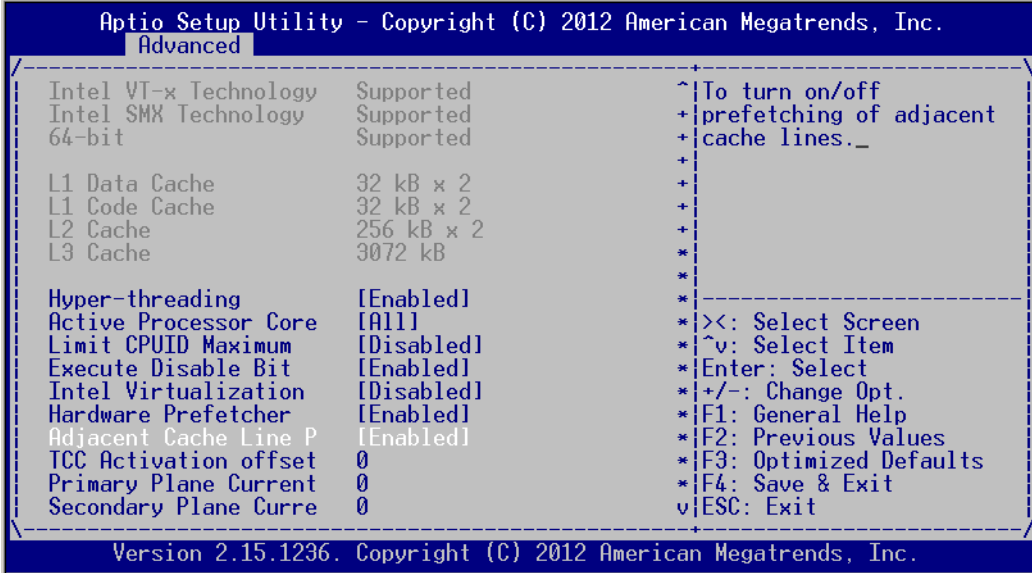 Aptio Setup Utility - Copyright (C) 2012 American Megatrends, Inc.
Advanced
Intel VT-x Technology Supported
Intel SMX Technology Supported
64-bit Supported
L1 Data Cache 32 kB x 2
L1 Code Cache 32 kB x 2
L2 Cache 256 kB x 2
L3 Cache 3072 kB
Hyper-threading [Enabled]
Active Processor Core [All]
Limit CPUID Maximum [Disabled]
Execute Disable Bit [Enabled]
Intel Virtualization [Disabled]
Hardware Prefetcher [Enabled]
Adjacent Cache Line P [Enabled]
TCC Activation offset 0
Primary Plane Current 0
Secondary Plane Curre 0
To turn on/off
prefetching of adjacent
cache lines._
><: Select Screen
^v: Select Item
Enter: Select
+/-: Change Opt.
F1: General Help
F2: Previous Values
F3: Optimized Defaults
F4: Save & Exit
ESC: Exit
Version 2.15.1236. Copyright (C) 2012 American Megatrends, Inc.